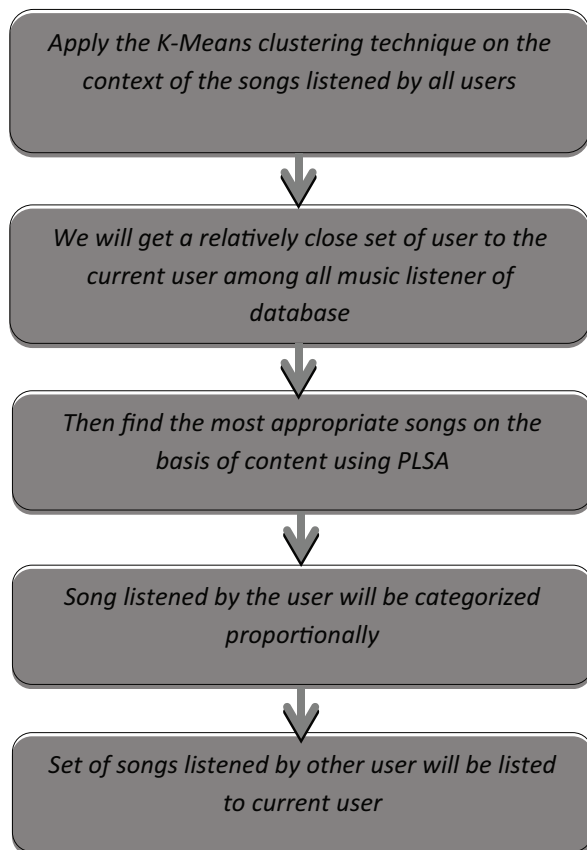 Apply the K-Means clustering technique on the
context of the songs listened by all users
We will get a relatively close set of user to the
current user among all music listener of
database
Then find the most appropriate songs on the
basis of content using PLSA
Song listened by the user will be categorized
proportionally
Set of songs listened by other user will be listed
to current user